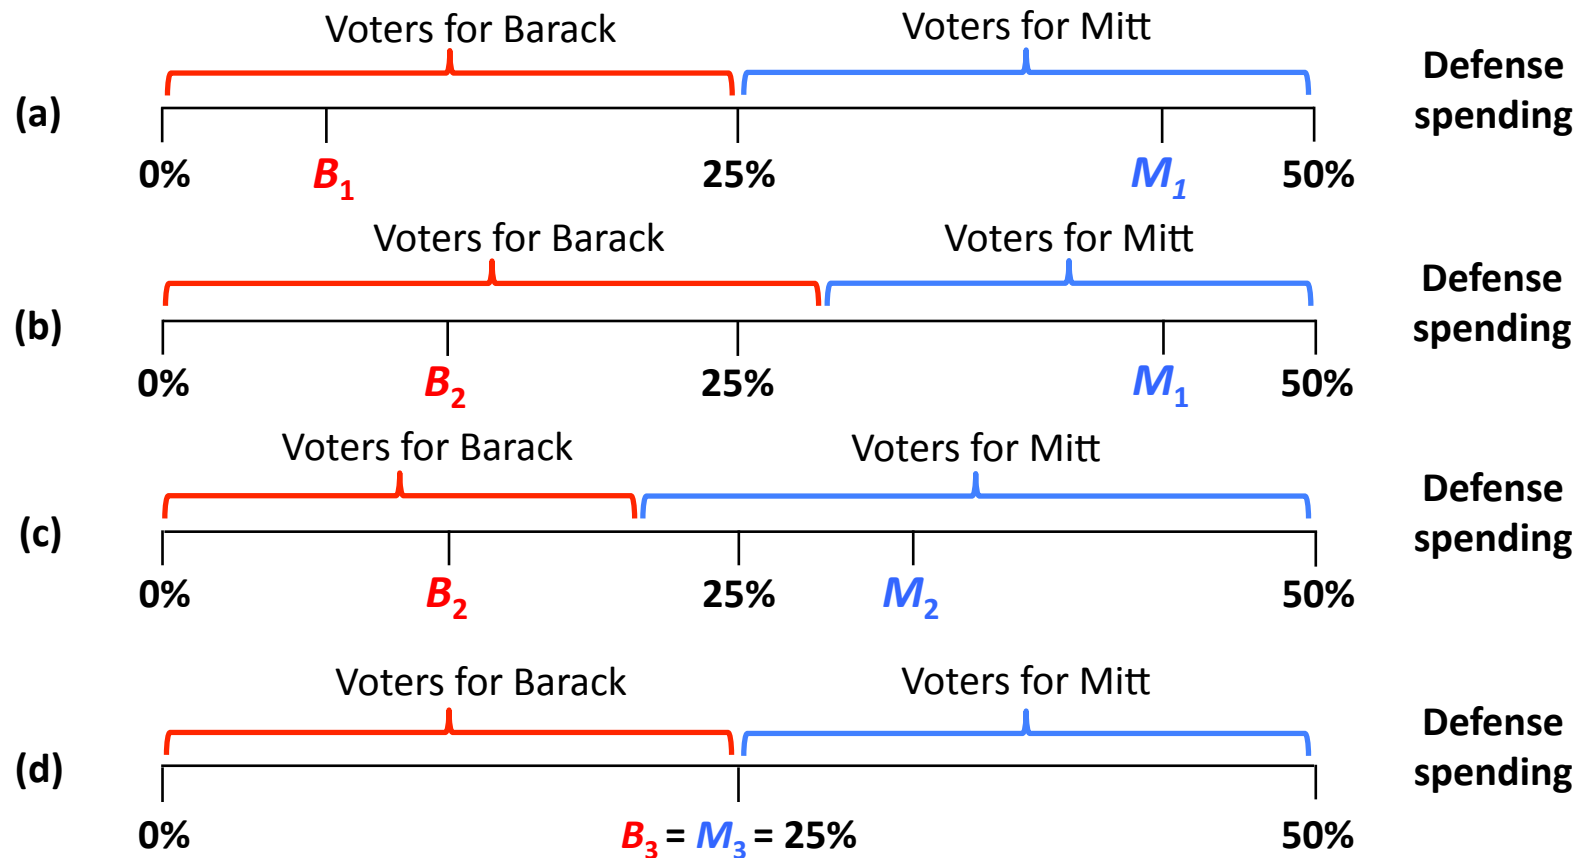 Voters for Barack Voters for Mitt
(a) Defense spending
0% B1 25% M1 50%
Voters for Barack Voters for Mitt
(b) Defense spending
0% B2 25% M1 50%
Voters for Barack Voters for Mitt
(c) Defense spending
0% B2 25% M2 50%
Voters for Barack Voters for Mitt
(d) Defense spending
0% B3 = M3 = 25% 50%